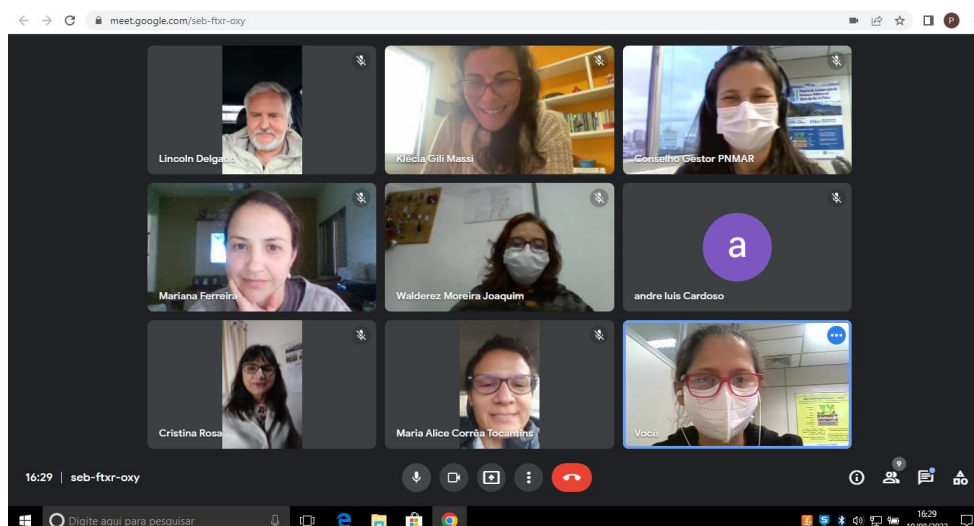 meet.google.com/seb-ftxr-oxy
P
Lincoln Delgado
Klécia Gili Massi
Conselho Gestor PNMAR
Mariana Ferreira
Walderez Moreira Joaquim
a
andre luis Cardoso
Cristina Rosa
Maria Alice Corrêa Tocantins
Você
16:29 | seb-ftxr-oxy
9
Digite aqui para pesquisar
16:29